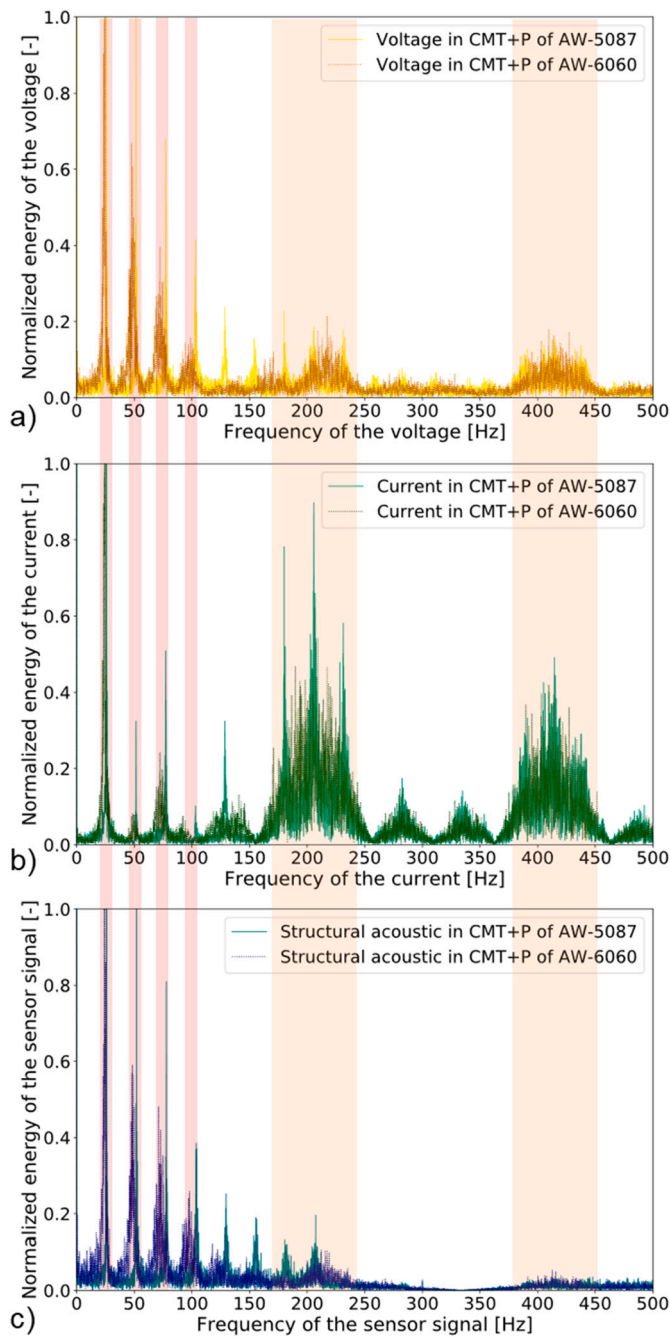 1.0
0.8
0.6
0.4
0.2
0.0
Normalized energy of the voltage [-]
Voltage in CMT+P of AW-5087
Voltage in CMT+P of AW-6060
0 50 100 150 200 250 300 350 400 450 500
Frequency of the voltage [Hz]
a)
1.0
0.8
0.6
0.4
0.2
0.0
Normalized energy of the current [-]
Current in CMT+P of AW-5087
Current in CMT+P of AW-6060
0 50 100 150 200 250 300 350 400 450 500
Frequency of the current [Hz]
b)
1.0
0.8
0.6
0.4
0.2
0.0
Normalized energy of the sensor signal [-]
Structural acoustic in CMT+P of AW-5087
Structural acoustic in CMT+P of AW-6060
0 50 100 150 200 250 300 350 400 450 500
Frequency of the sensor signal [Hz]
c)